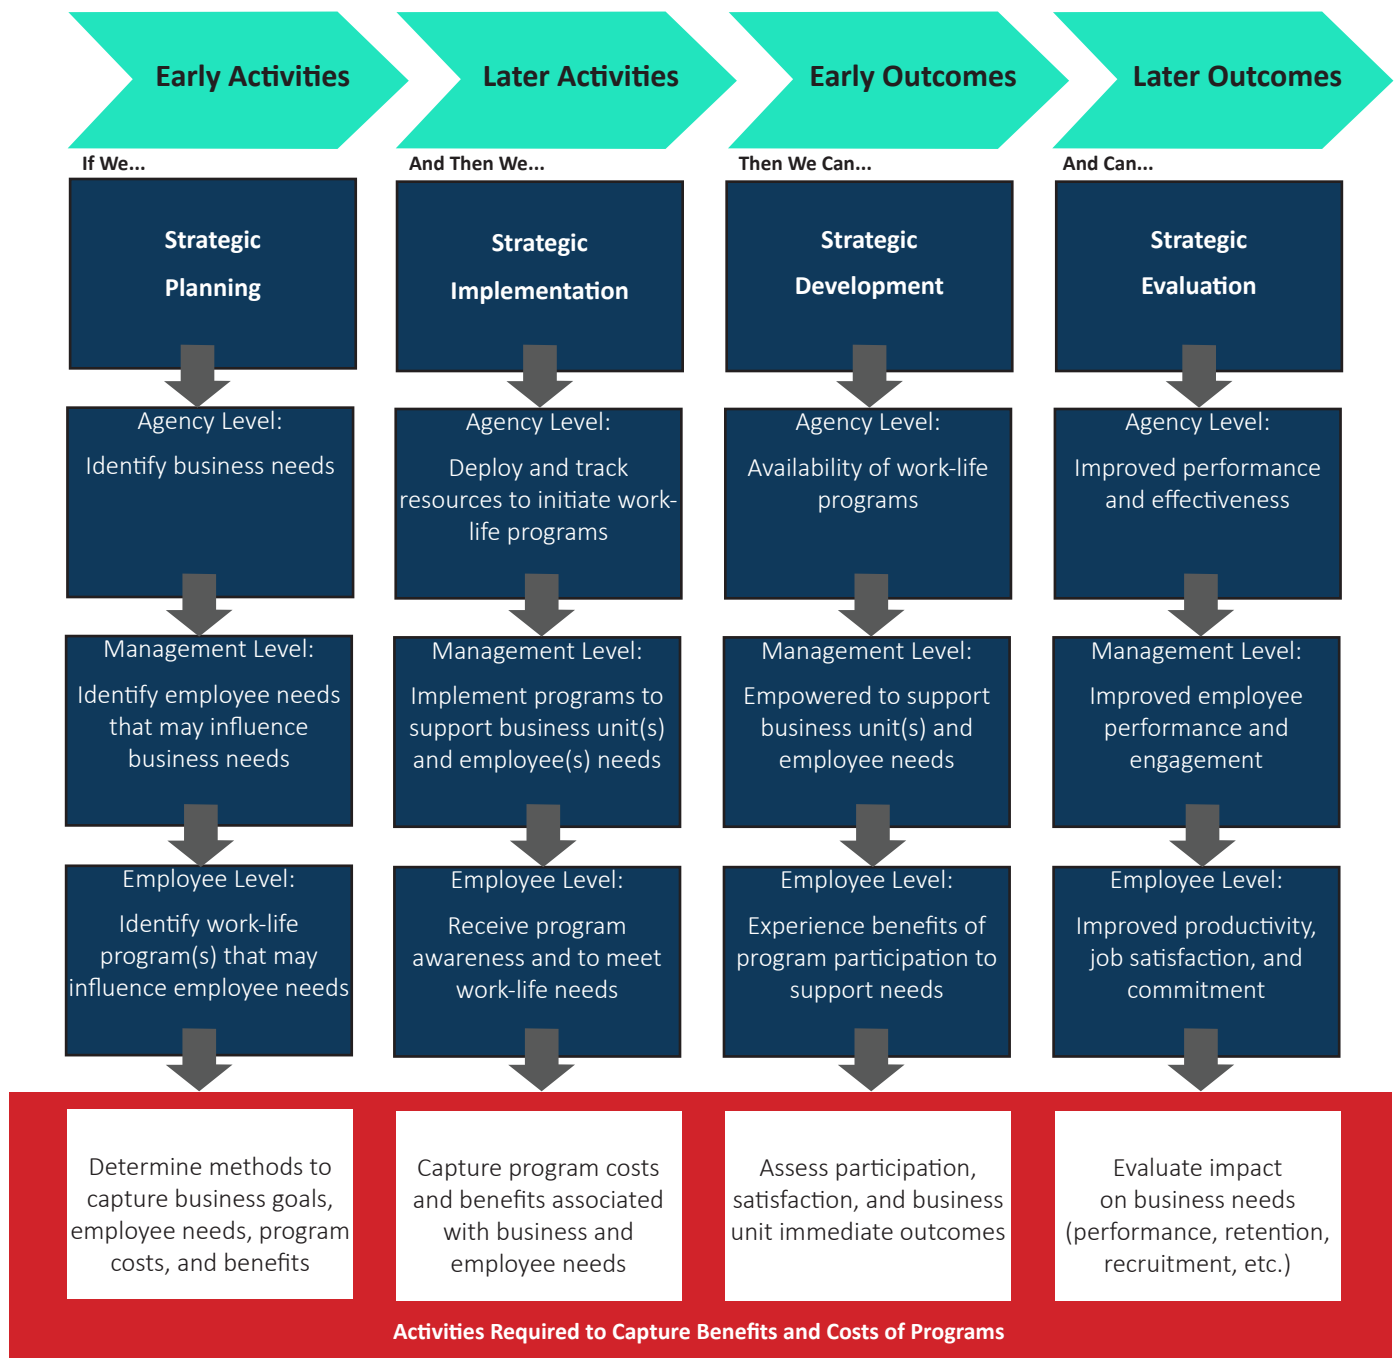 Early Activities
Later Activities
Early Outcomes
Later Outcomes
If We...
And Then We...
Then We Can...
And Can...
Strategic
Planning
Strategic
Implementation
Strategic
Development
Strategic
Evaluation
Agency Level:
Identify business needs
Agency Level:
Deploy and track
resources to initiate work-
life programs
Agency Level:
Availability of work-life
programs
Agency Level:
Improved performance
and effectiveness
Management Level:
Identify employee needs
that may influence
business needs
Management Level:
Implement programs to
support business unit(s)
and employee(s) needs
Management Level:
Empowered to support
business unit(s) and
employee needs
Management Level:
Improved employee
performance and
engagement
Employee Level:
Identify work-life
program(s) that may
influence employee needs
Employee Level:
Receive program
awareness and to meet
work-life needs
Employee Level:
Experience benefits of
program participation to
support needs
Employee Level:
Improved productivity,
job satisfaction, and
commitment
Determine methods to
capture business goals,
employee needs, program
costs, and benefits
Capture program costs
and benefits associated
with business and
employee needs
Assess participation,
satisfaction, and business
unit immediate outcomes
Evaluate impact
on business needs
(performance, retention,
recruitment, etc.)
Activities Required to Capture Benefits and Costs of Programs